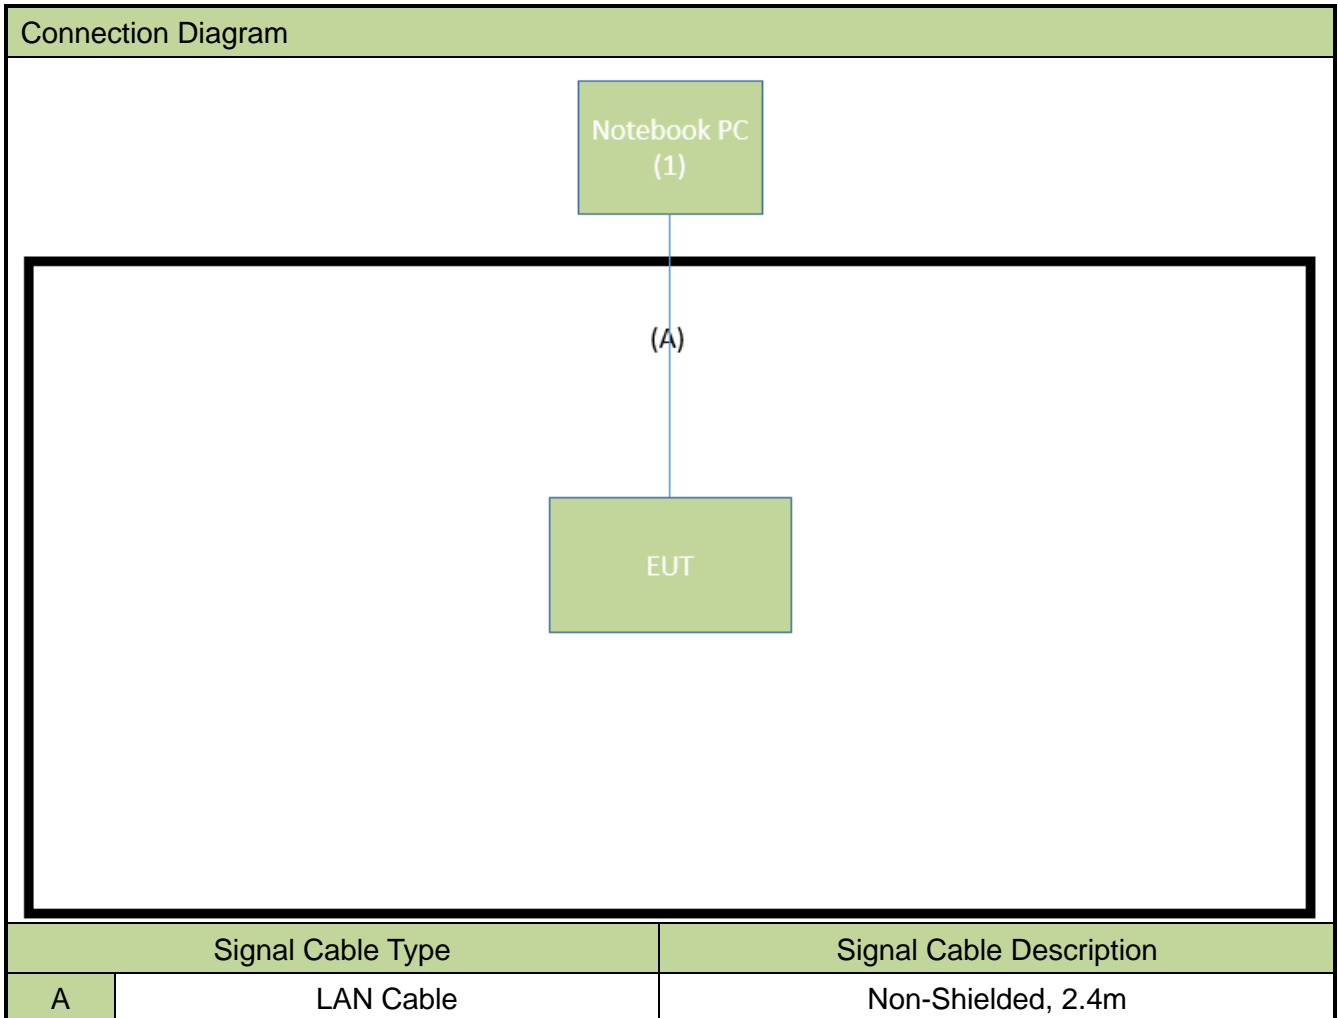 Connection Diagram
Notebook PC
(1)
(A)
EUT
Signal Cable Type Signal Cable Description
A LAN Cable Non-Shielded, 2.4m